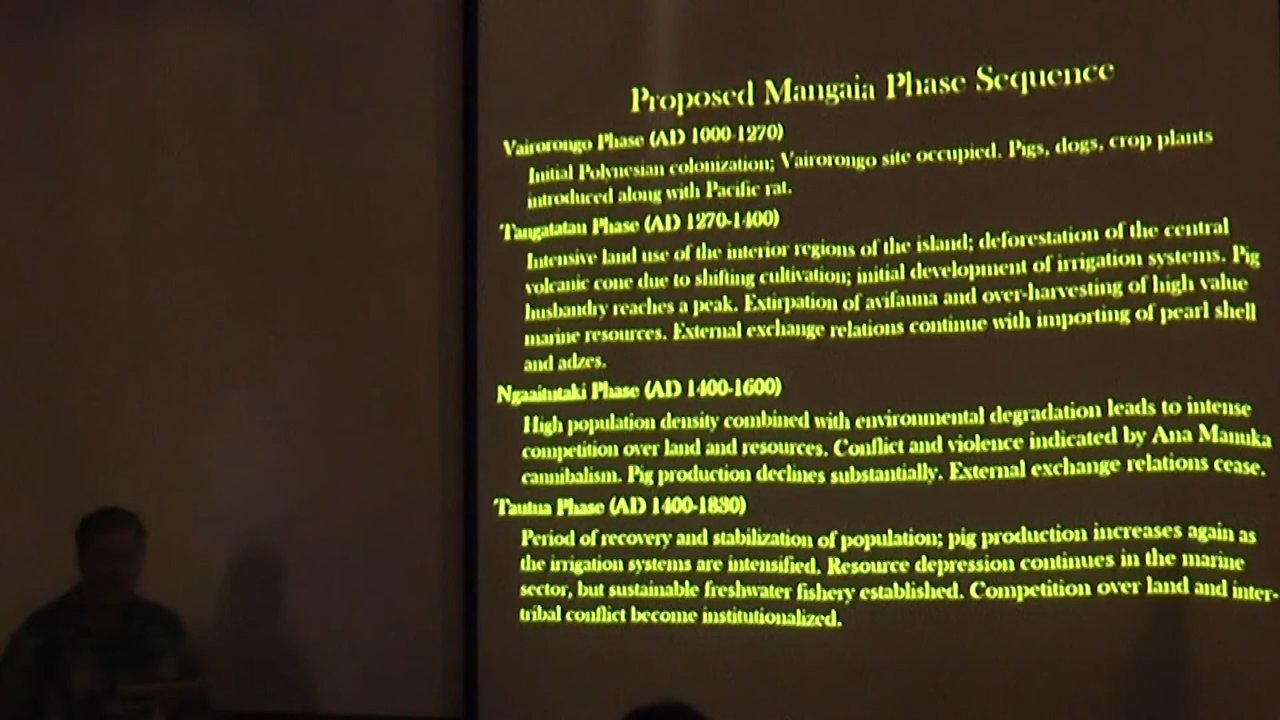 Proposed Mangaia Phase Sequence
Vairorongo Phase (AD 1000-1270)
Initial Polynesian colonization; Vairorongo site occupied. Pigs, dogs, crop plants
introduced along with Pacific rat.
Tangatatau Phase (AD 1270-1400)
Intensive land use of the interior regions of the island; deforestation of the central
volcanic cone due to shifting cultivation; initial development of irrigation systems. Pig
husbandry reaches a peak. Extirpation of avifauna and over-harvesting of high value
marine resources. External exchange relations continue with importing of pearl shell
and adzes.
Ngaaitutaki Phase (AD 1400-1600)
High population density combined with environmental degradation leads to intense
competition over land and resources. Conflict and violence indicated by Ana Manuka
cannibalism. Pig production declines substantially. External exchange relations cease.
Tautua Phase (AD 1400-1830)
Period of recovery and stabilization of population; pig production increases again as
the irrigation systems are intensified. Resource depression continues in the marine
sector, but sustainable freshwater fishery established. Competition over land and inter-
tribal conflict become institutionalized.